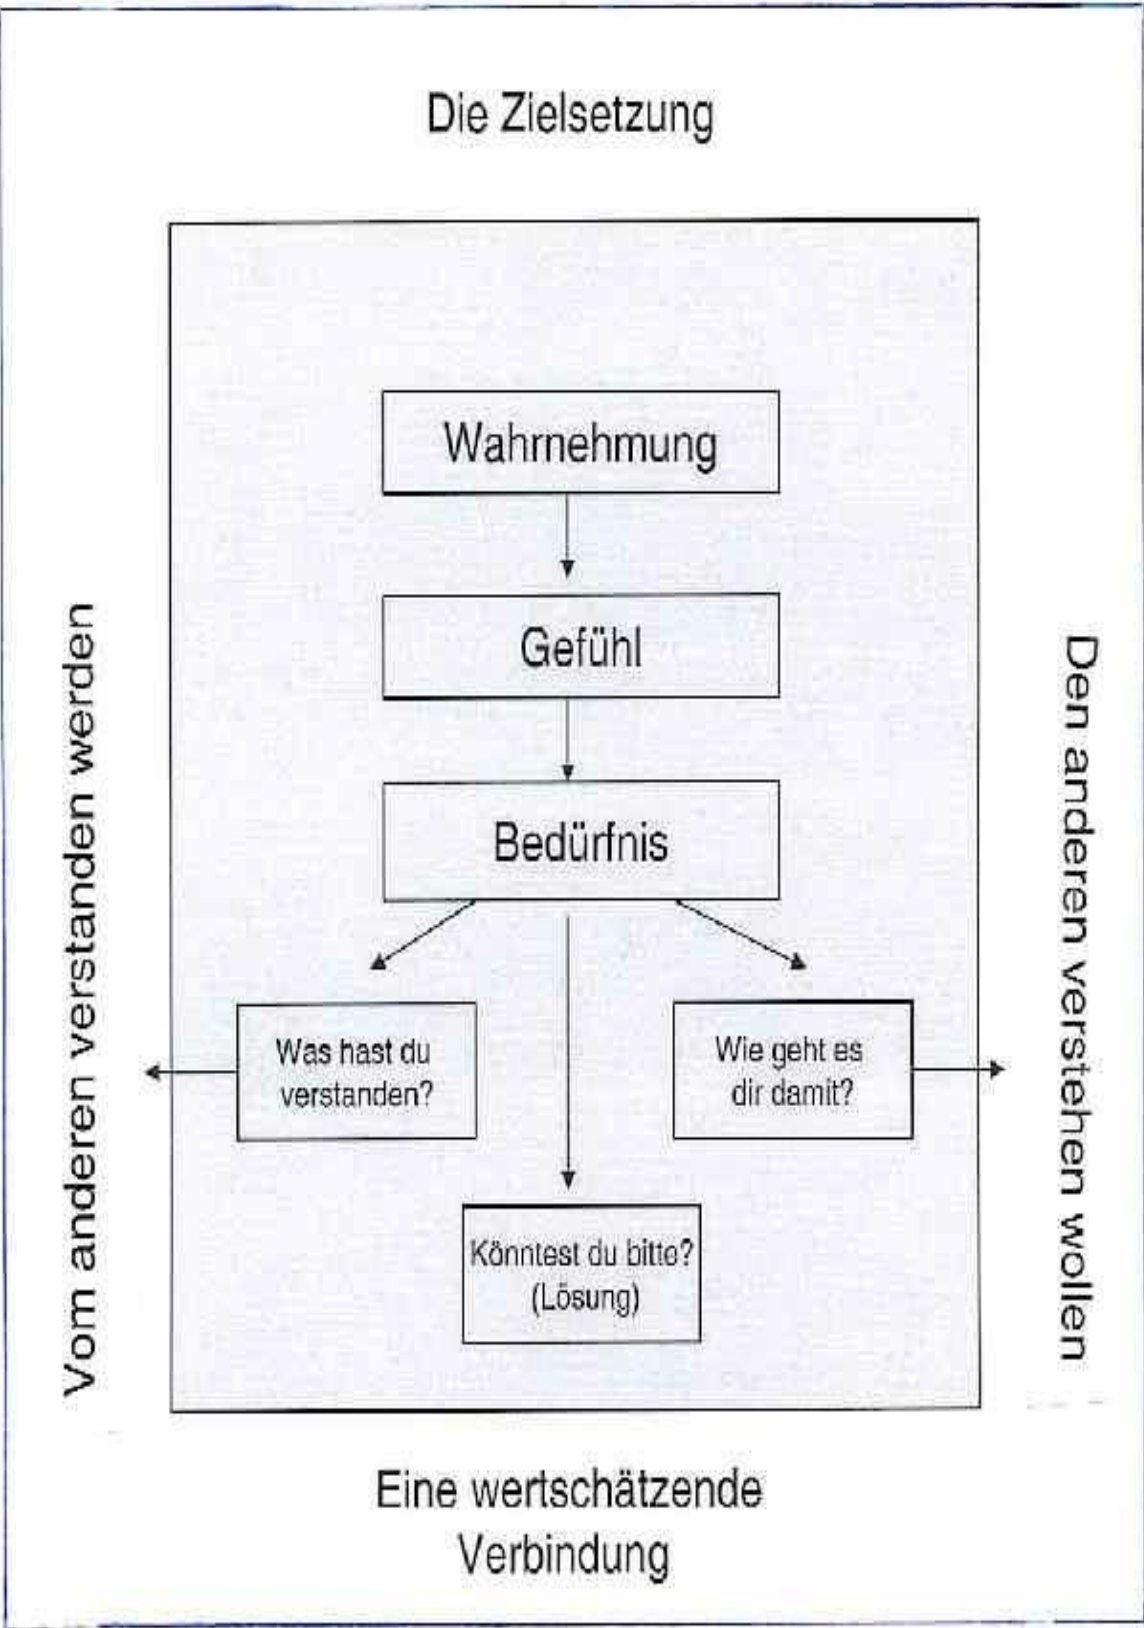 Die Zielsetzung
Wahrnehmung
Gefühl
Bedürfnis
Was hast du
verstanden?
Wie geht es
dir damit?
Könntest du bitte?
(Lösung)
Vom anderen verstanden werden
Den anderen verstehen wollen
Eine wertschätzende
Verbindung